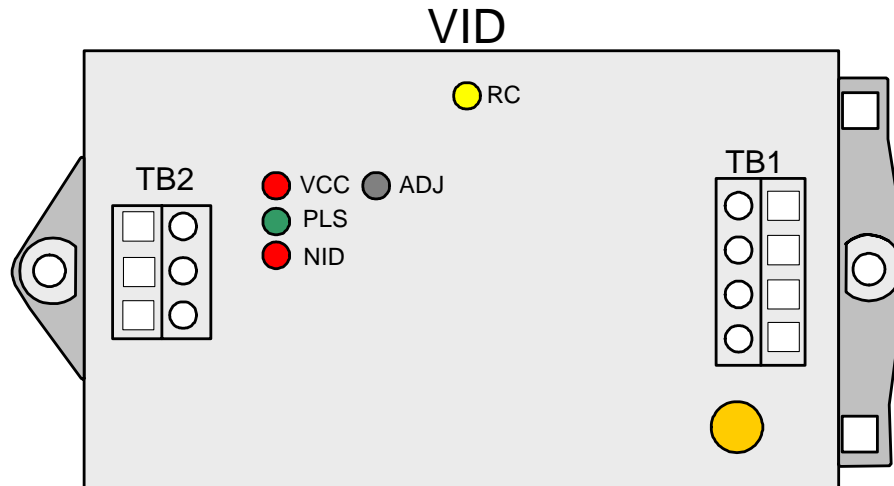 VID
RC
TB2
VCC ADJ
TB1
PLS
NID